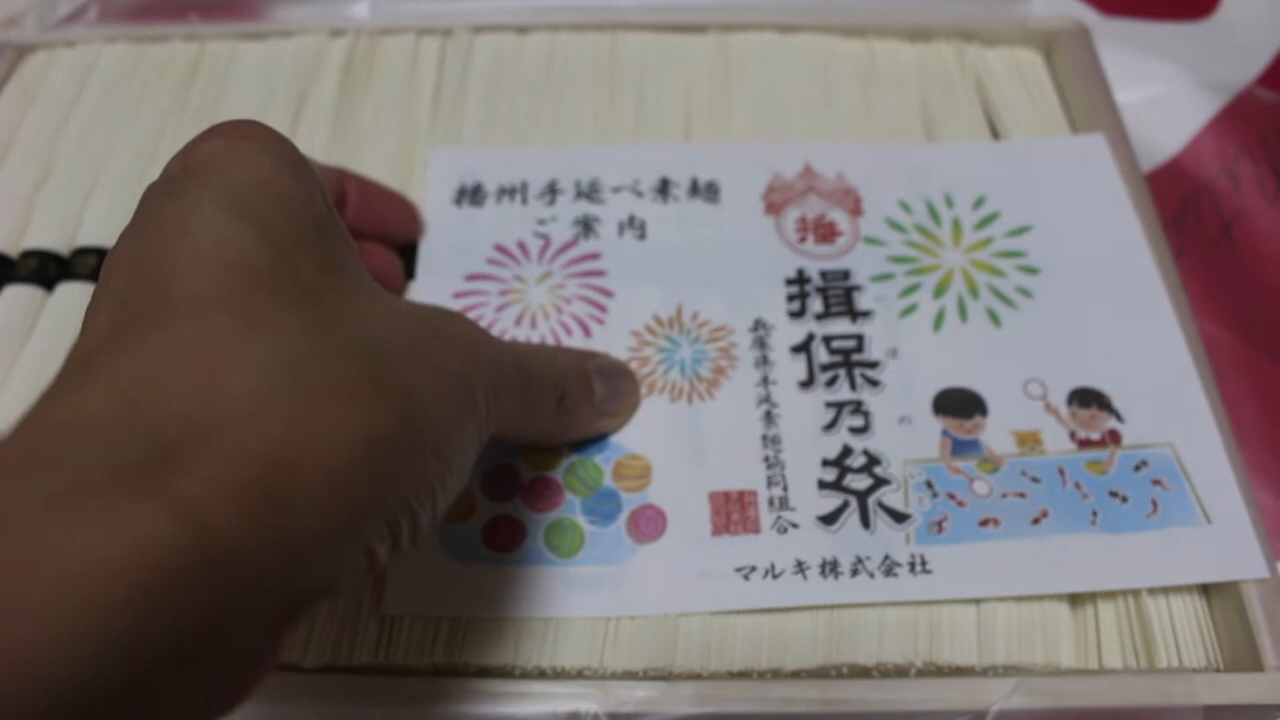 播州手延べ素麺
ご案内
播
揖保乃糸
兵庫県手延素麺協同組合
マルキ株式会社